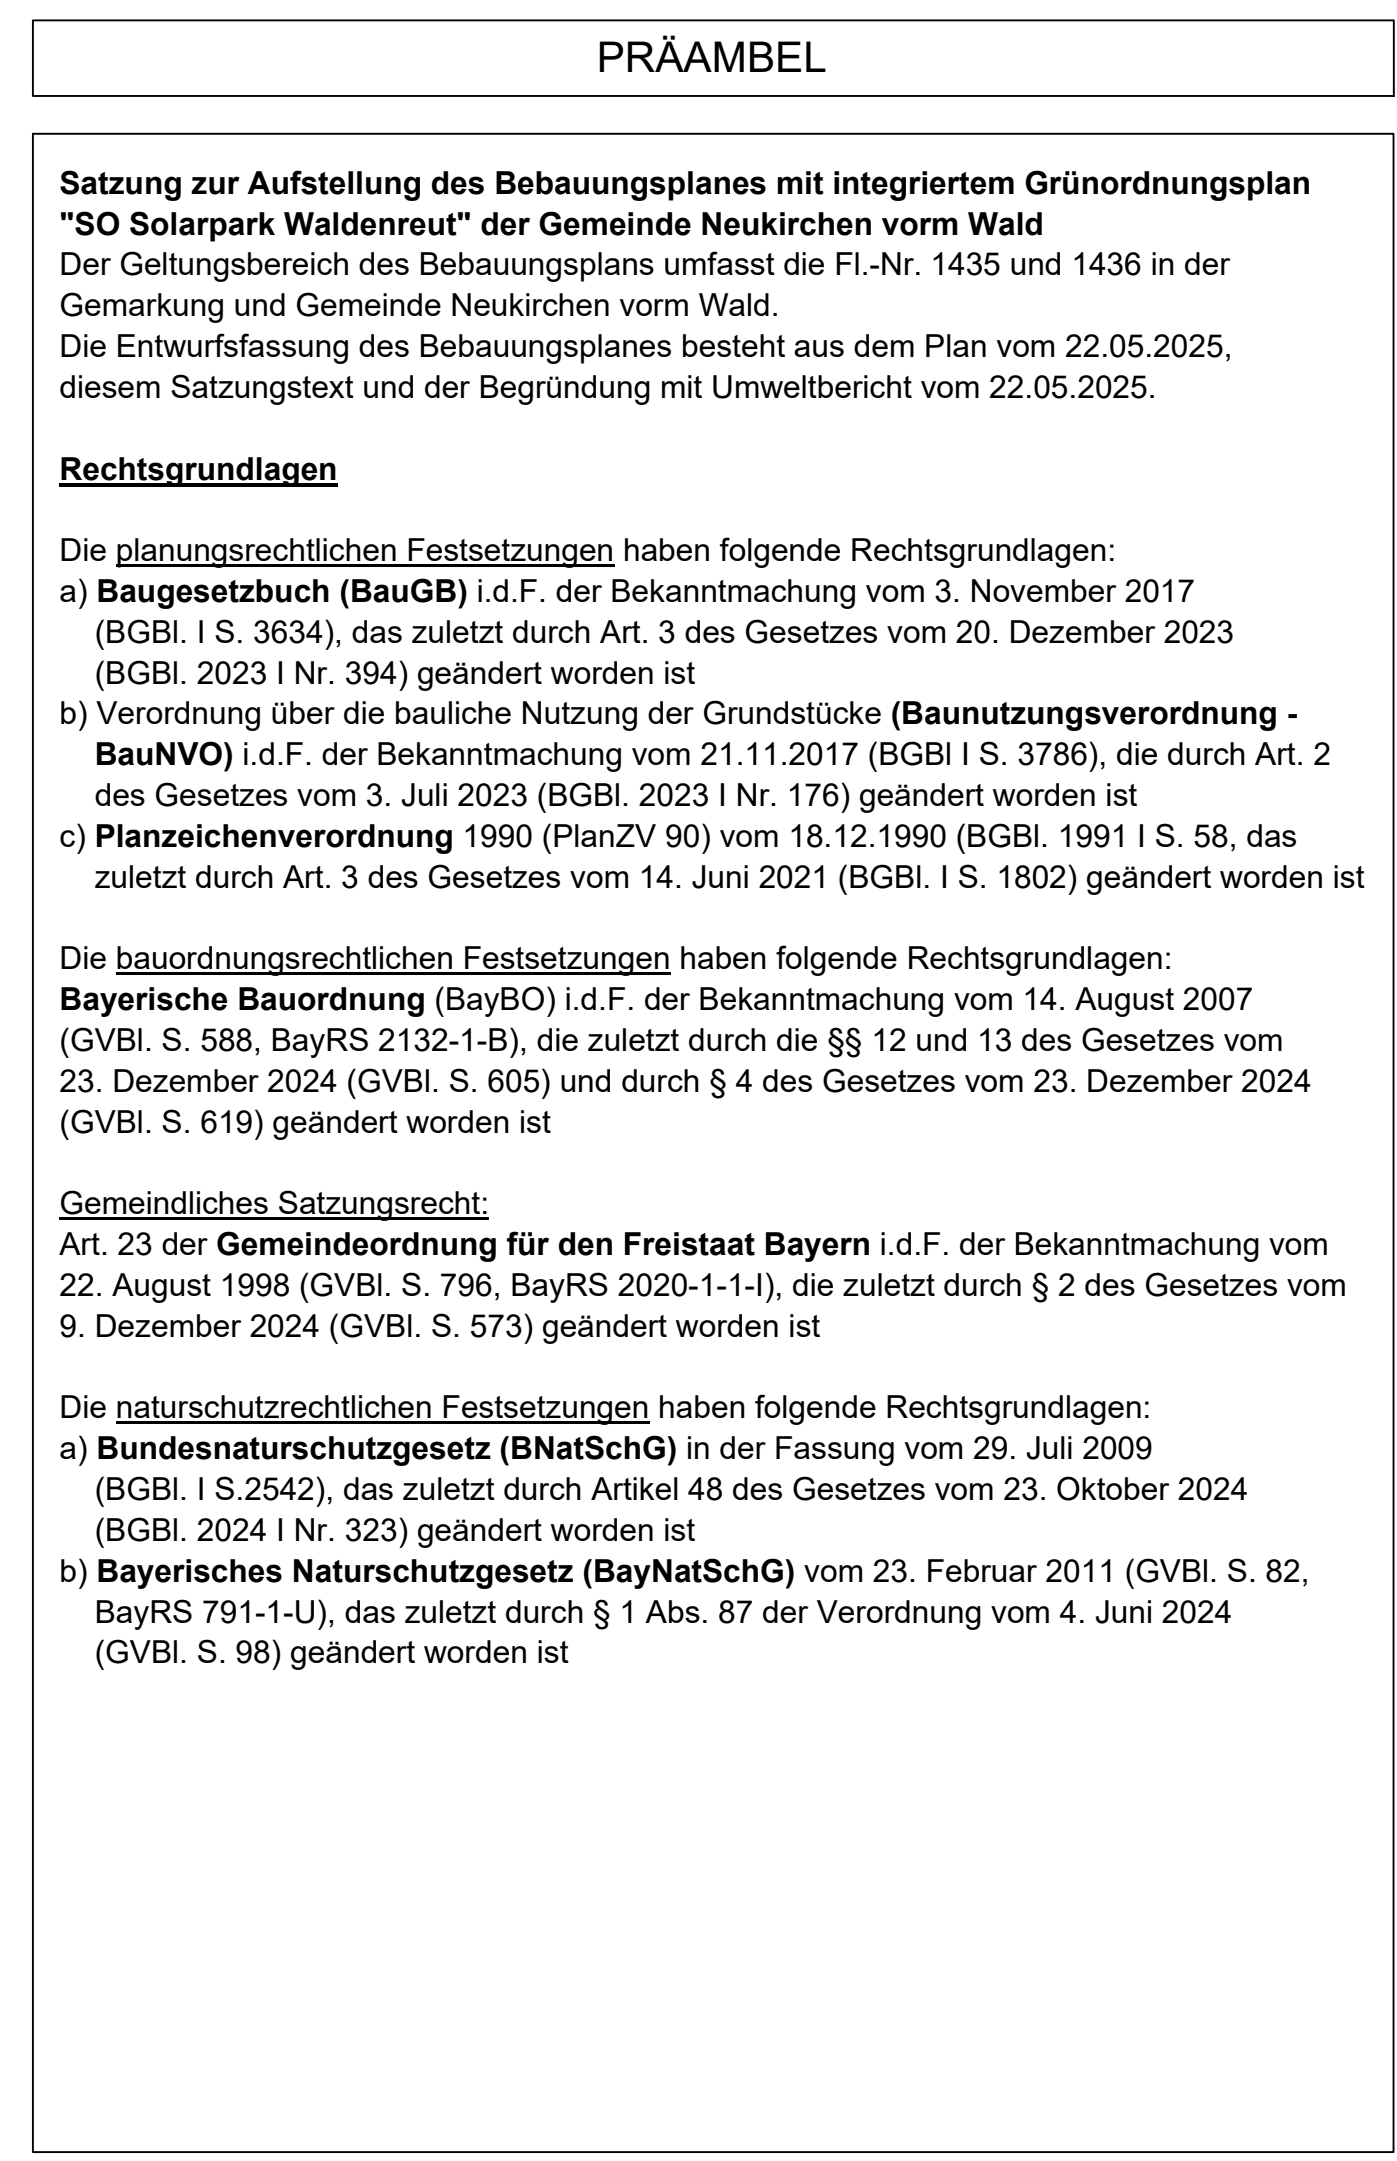 PRÄAMBEL
Satzung zur Aufstellung des Bebauungsplanes mit integriertem Grünordnungsplan
"SO Solarpark Waldenreut" der Gemeinde Neukirchen vorm Wald
Der Geltungsbereich des Bebauungsplans umfasst die Fl.-Nr. 1435 und 1436 in der
Gemarkung und Gemeinde Neukirchen vorm Wald.
Die Entwurfsfassung des Bebauungsplanes besteht aus dem Plan vom 22.05.2025,
diesem Satzungstext und der Begründung mit Umweltbericht vom 22.05.2025.
Rechtsgrundlagen
Die planungsrechtlichen Festsetzungen haben folgende Rechtsgrundlagen:
a) Baugesetzbuch (BauGB) i.d.F. der Bekanntmachung vom 3. November 2017
(BGBl. I S. 3634), das zuletzt durch Art. 3 des Gesetzes vom 20. Dezember 2023
(BGBl. 2023 I Nr. 394) geändert worden ist
b) Verordnung über die bauliche Nutzung der Grundstücke (Baunutzungsverordnung -
BauNVO) i.d.F. der Bekanntmachung vom 21.11.2017 (BGBl I S. 3786), die durch Art. 2
des Gesetzes vom 3. Juli 2023 (BGBl. 2023 I Nr. 176) geändert worden ist
c) Planzeichenverordnung 1990 (PlanZV 90) vom 18.12.1990 (BGBl. 1991 I S. 58, das
zuletzt durch Art. 3 des Gesetzes vom 14. Juni 2021 (BGBl. I S. 1802) geändert worden ist
Die bauordnungsrechtlichen Festsetzungen haben folgende Rechtsgrundlagen:
Bayerische Bauordnung (BayBO) i.d.F. der Bekanntmachung vom 14. August 2007
(GVBl. S. 588, BayRS 2132-1-B), die zuletzt durch die §§ 12 und 13 des Gesetzes vom
23. Dezember 2024 (GVBl. S. 605) und durch § 4 des Gesetzes vom 23. Dezember 2024
(GVBl. S. 619) geändert worden ist
Gemeindliches Satzungsrecht:
Art. 23 der Gemeindeordnung für den Freistaat Bayern i.d.F. der Bekanntmachung vom
22. August 1998 (GVBl. S. 796, BayRS 2020-1-1-I), die zuletzt durch § 2 des Gesetzes vom
9. Dezember 2024 (GVBl. S. 573) geändert worden ist
Die naturschutzrechtlichen Festsetzungen haben folgende Rechtsgrundlagen:
a) Bundesnaturschutzgesetz (BNatSchG) in der Fassung vom 29. Juli 2009
(BGBl. I S.2542), das zuletzt durch Artikel 48 des Gesetzes vom 23. Oktober 2024
(BGBl. 2024 I Nr. 323) geändert worden ist
b) Bayerisches Naturschutzgesetz (BayNatSchG) vom 23. Februar 2011 (GVBl. S. 82,
BayRS 791-1-U), das zuletzt durch § 1 Abs. 87 der Verordnung vom 4. Juni 2024
(GVBl. S. 98) geändert worden ist